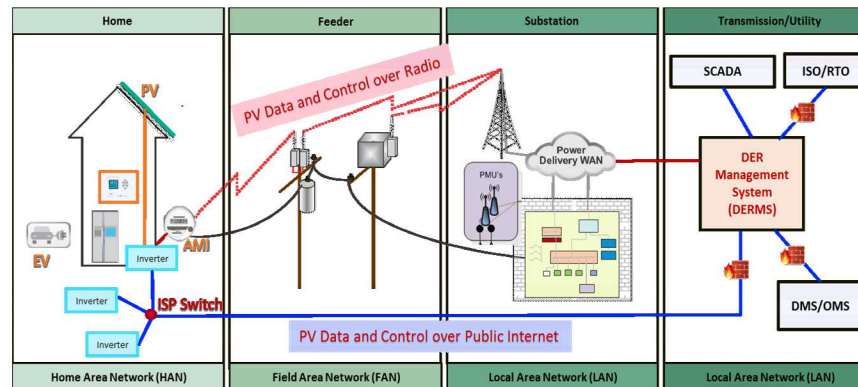 Home
Feeder
Substation
Transmission/Utility
PV
EV
AMI
Inverter
Inverter
Inverter
ISP Switch
PV Data and Control over Radio
PV Data and Control over Public Internet
PMU's
Power
Delivery WAN
SCADA
ISO/RTO
DER
Management
System
(DERMS)
DMS/OMS
Home Area Network (HAN)
Field Area Network (FAN)
Local Area Network (LAN)
Local Area Network (LAN)